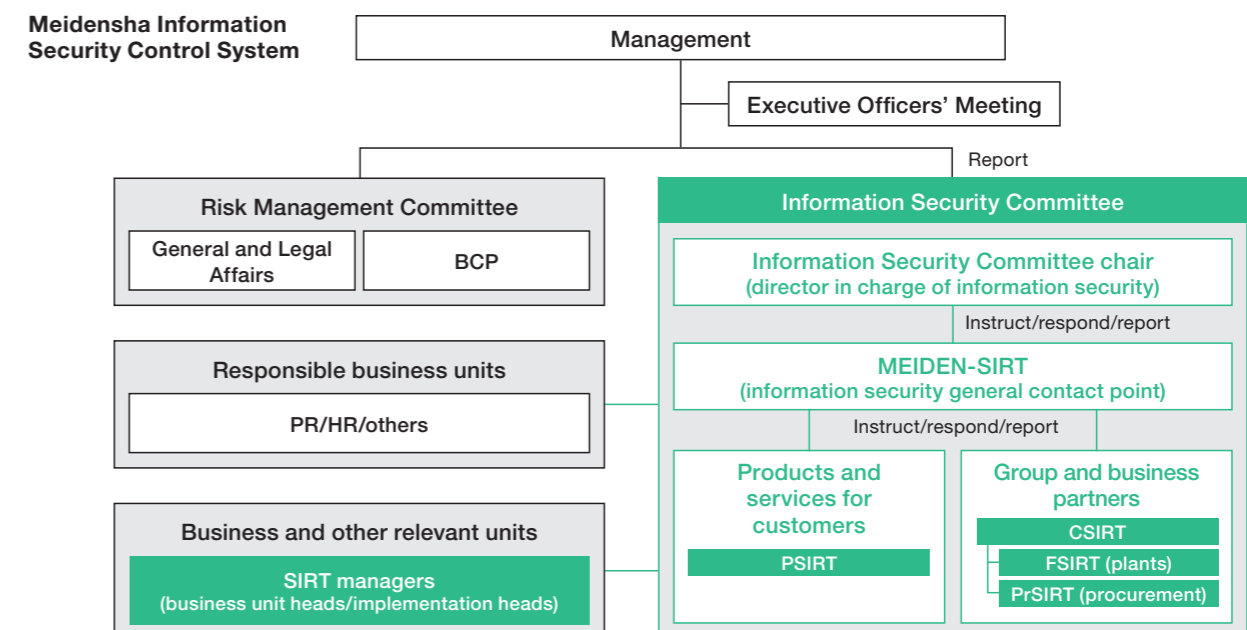 Meidensha Information
Security Control System
Management
Executive Officers’ Meeting
Report
Risk Management Committee
General and Legal
Affairs
BCP
Responsible business units
PR/HR/others
Business and other relevant units
SIRT managers
(business unit heads/implementation heads)
Information Security Committee
Information Security Committee chair
(director in charge of information security)
Instruct/respond/report
MEIDEN-SIRT
(information security general contact point)
Instruct/respond/report
Products and
services for
customers
PSIRT
Group and business
partners
CSIRT
FSIRT (plants)
PrSIRT (procurement)